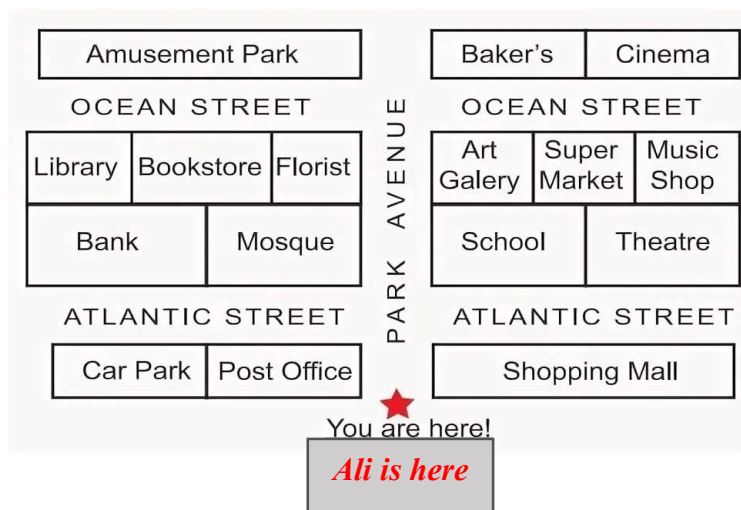 Amusement Park
Baker's
Cinema
OCEAN STREET
OCEAN STREET
Library
Bookstore
Florist
Art
Galery
Super
Market
Music
Shop
PARK AVENUE
Bank
Mosque
School
Theatre
ATLANTIC STREET
ATLANTIC STREET
Car Park
Post Office
Shopping Mall
You are here!
Ali is here